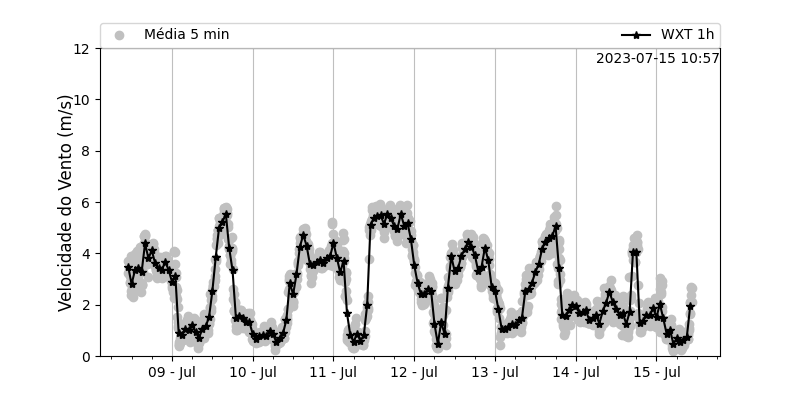 Média 5 min
WXT 1h
2023-07-15 10:57
Velocidade do Vento (m/s)
12
10
8
6
4
2
0
09 - Jul
10 - Jul
11 - Jul
12 - Jul
13 - Jul
14 - Jul
15 - Jul